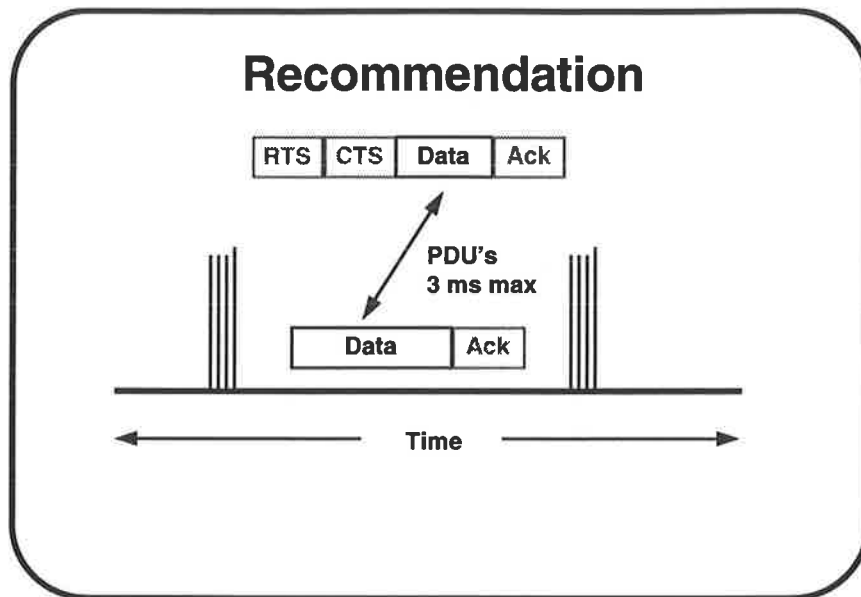 Recommendation
RTS CTS Data Ack
PDU's
3 ms max
Data Ack
Time